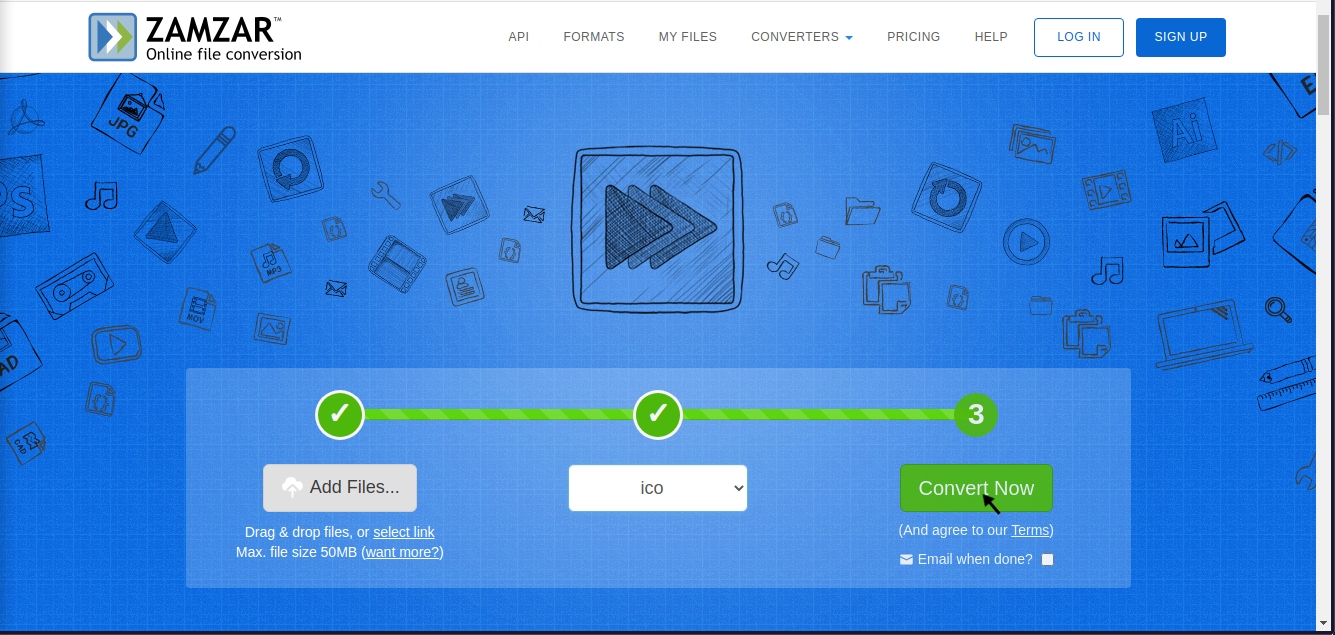 ZAMZAR™
Online file conversion
API
FORMATS
MY FILES
CONVERTERS
PRICING
HELP
LOG IN
SIGN UP
JPG
PS
MP3
MOV
CAD
Ai
3
Add Files...
ico
Convert Now
Drag & drop files, or select link
Max. file size 50MB (want more?)
(And agree to our Terms)
Email when done?